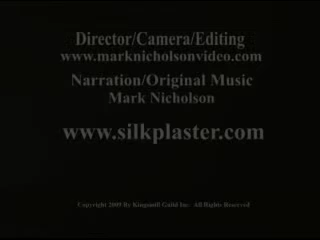 Director/Camera/Editing
www.marknicholsonvideo.com
Narration/Original Music
Mark Nicholson
www.silkplaster.com
Copyright 2009 By Kingsmill Guild Inc. All Rights Reserved